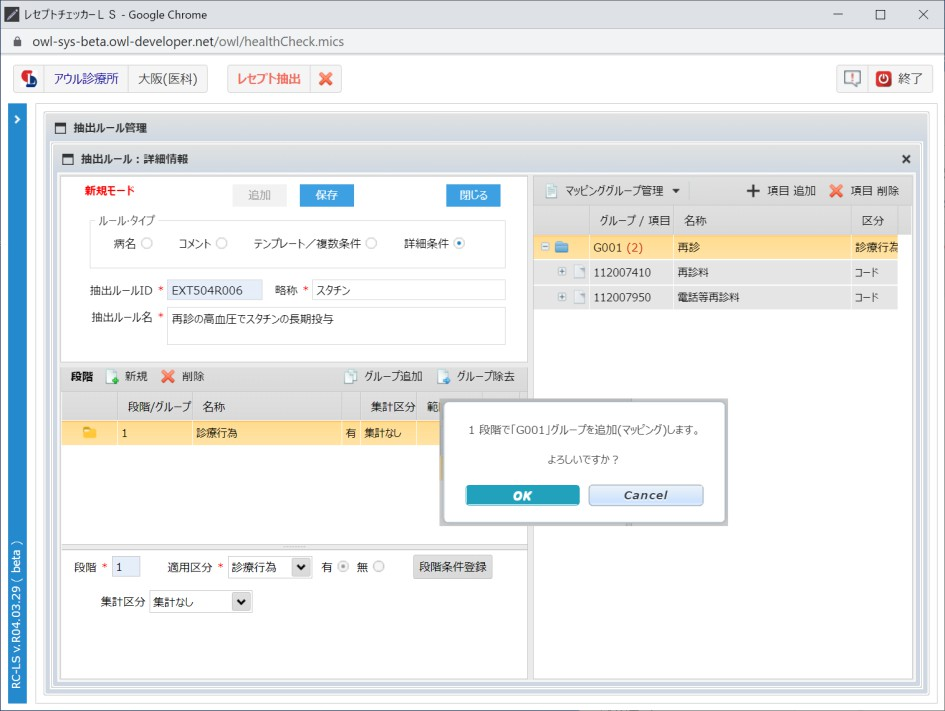 レセプトチェッカーＬＳ - Google Chrome
owl-sys-beta.owl-developer.net/owl/healthCheck.mics
アウル診療所 大阪(医科) レセプト抽出 終了
抽出ルール管理
抽出ルール：詳細情報
新規モード 追加 保存 閉じる
ルール・タイプ
病名 コメント テンプレート／複数条件 詳細条件
抽出ルールID * EXT504R006 略称 * スタチン
抽出ルール名 * 再診の高血圧でスタチンの長期投与
マッピンググループ管理 項目 追加 項目 削除
グループ / 項目 名称 区分
G001 (2) 再診 診療行為
112007410 再診料 コード
112007950 電話等再診料 コード
段階 新規 削除 グループ追加 グループ除去
段階/グループ 名称 集計区分
1 診療行為 有 集計なし
1 段階で「G001」グループを追加(マッピング)します。
よろしいですか？
OK Cancel
段階 * 1 適用区分 * 診療行為 有 無 段階条件登録
集計区分 集計なし
RC-LS v.R04.03.29 ( beta )